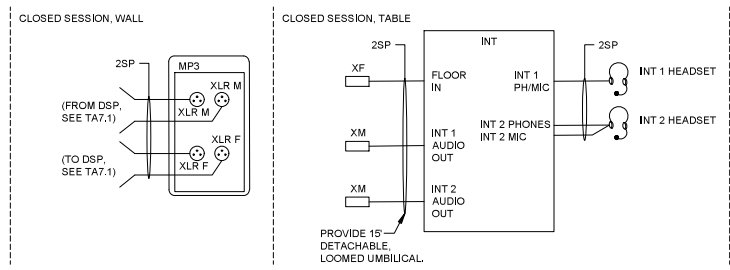 CLOSED SESSION, WALL
2SP
MP3
XLR M
(FROM DSP,
SEE TA7.1)
XLR M
XLR F
(TO DSP,
SEE TA7.1)
XLR F
CLOSED SESSION, TABLE
2SP
INT
2SP
XF
FLOOR
IN
INT 1
PH/MIC
INT 1 HEADSET
XM
INT 1
AUDIO
OUT
INT 2 PHONES
INT 2 MIC
INT 2 HEADSET
XM
INT 2
AUDIO
OUT
PROVIDE 15'
DETACHABLE,
LOOMED UMBILICAL.